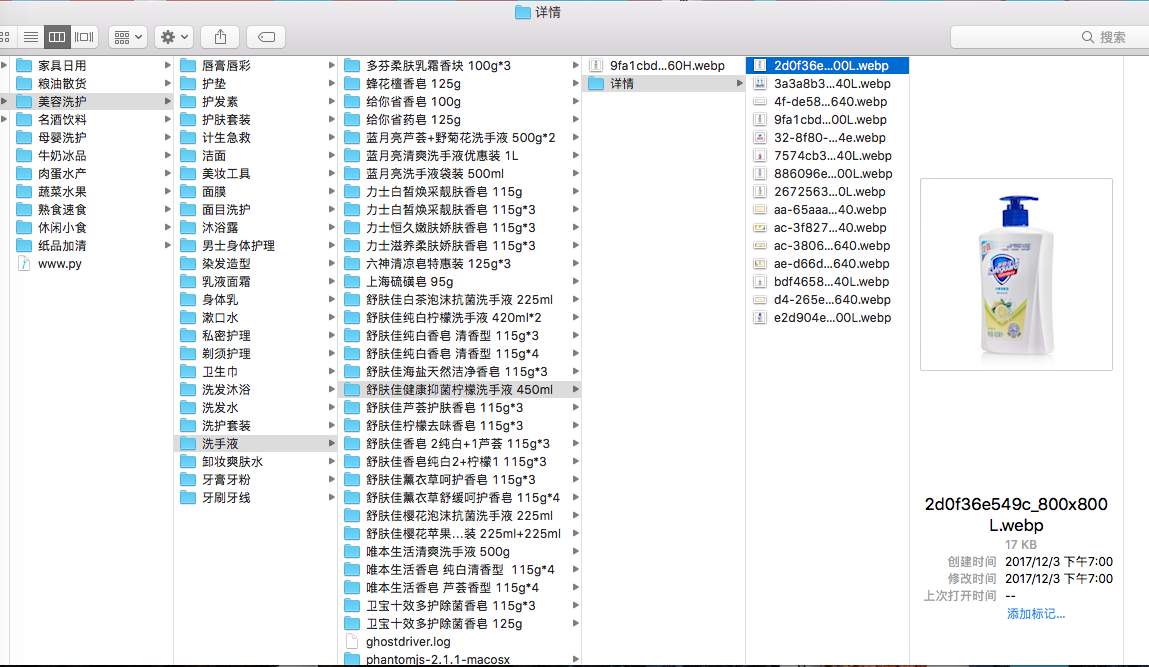 详情
搜索
家具日用
粮油散货
美容洗护
名酒饮料
母婴洗护
牛奶冰品
肉蛋水产
蔬菜水果
熟食速食
休闲小食
纸品加清
www.py
唇膏唇彩
护垫
护发素
护肤套装
计生急救
洁面
美妆工具
面膜
面目洗护
沐浴露
男士身体护理
染发造型
乳液面霜
身体乳
漱口水
私密护理
剃须护理
卫生巾
洗发沐浴
洗发水
洗护套装
洗手液
卸妆爽肤水
牙膏牙粉
牙刷牙线
多芬柔肤乳霜香块 100g*3
蜂花檀香皂 125g
给你省香皂 100g
给你省药皂 125g
蓝月亮芦荟+野菊花洗手液 500g*2
蓝月亮清爽洗手液优惠装 1L
蓝月亮洗手液袋装 500ml
力士白皙焕采靓肤香皂 115g
力士白皙焕采靓肤香皂 115g*3
力士恒久嫩肤娇肤香皂 115g*3
力士滋养柔肤娇肤香皂 115g*3
六神清凉皂特惠装 125g*3
上海硫磺皂 95g
舒肤佳白茶泡沫抗菌洗手液 225ml
舒肤佳纯白柠檬洗手液 420ml*2
舒肤佳纯白香皂 清香型 115g*3
舒肤佳纯白香皂 清香型 115g*4
舒肤佳海盐天然洁净香皂 115g*3
舒肤佳健康抑菌柠檬洗手液 450ml
舒肤佳芦荟护肤香皂 115g*3
舒肤佳柠檬去味香皂 115g*3
舒肤佳香皂 2纯白+1芦荟 115g*3
舒肤佳香皂纯白2+柠檬1 115g*3
舒肤佳薰衣草呵护香皂 115g*3
舒肤佳薰衣草舒缓呵护香皂 115g*4
舒肤佳樱花泡沫抗菌洗手液 225ml
舒肤佳樱花苹果...装 225ml+225ml
唯本生活清爽洗手液 500g
唯本生活香皂 纯白清香型 115g*4
唯本生活香皂 芦荟香型 115g*4
卫宝十效多护除菌香皂 115g*3
卫宝十效多护除菌香皂 125g
ghostdriver.log
phantomjs-2.1.1-macosx
9fa1cbd...60H.webp
详情
2d0f36e...00L.webp
3a3a8b3...40L.webp
4f-de58...640.webp
9fa1cbd...00L.webp
32-8f80-...4e.webp
7574cb3...40L.webp
886096e...00L.webp
2672563...0L.webp
aa-65aaa...40.webp
ac-3f827...40.webp
ac-3806...640.webp
ae-d66d...640.webp
bdf4658...40L.webp
d4-265e...640.webp
e2d904e...00L.webp
2d0f36e549c_800x800
L.webp
17 KB
创建时间 2017/12/3 下午7:00
修改时间 2017/12/3 下午7:00
上次打开时间 --
添加标记...